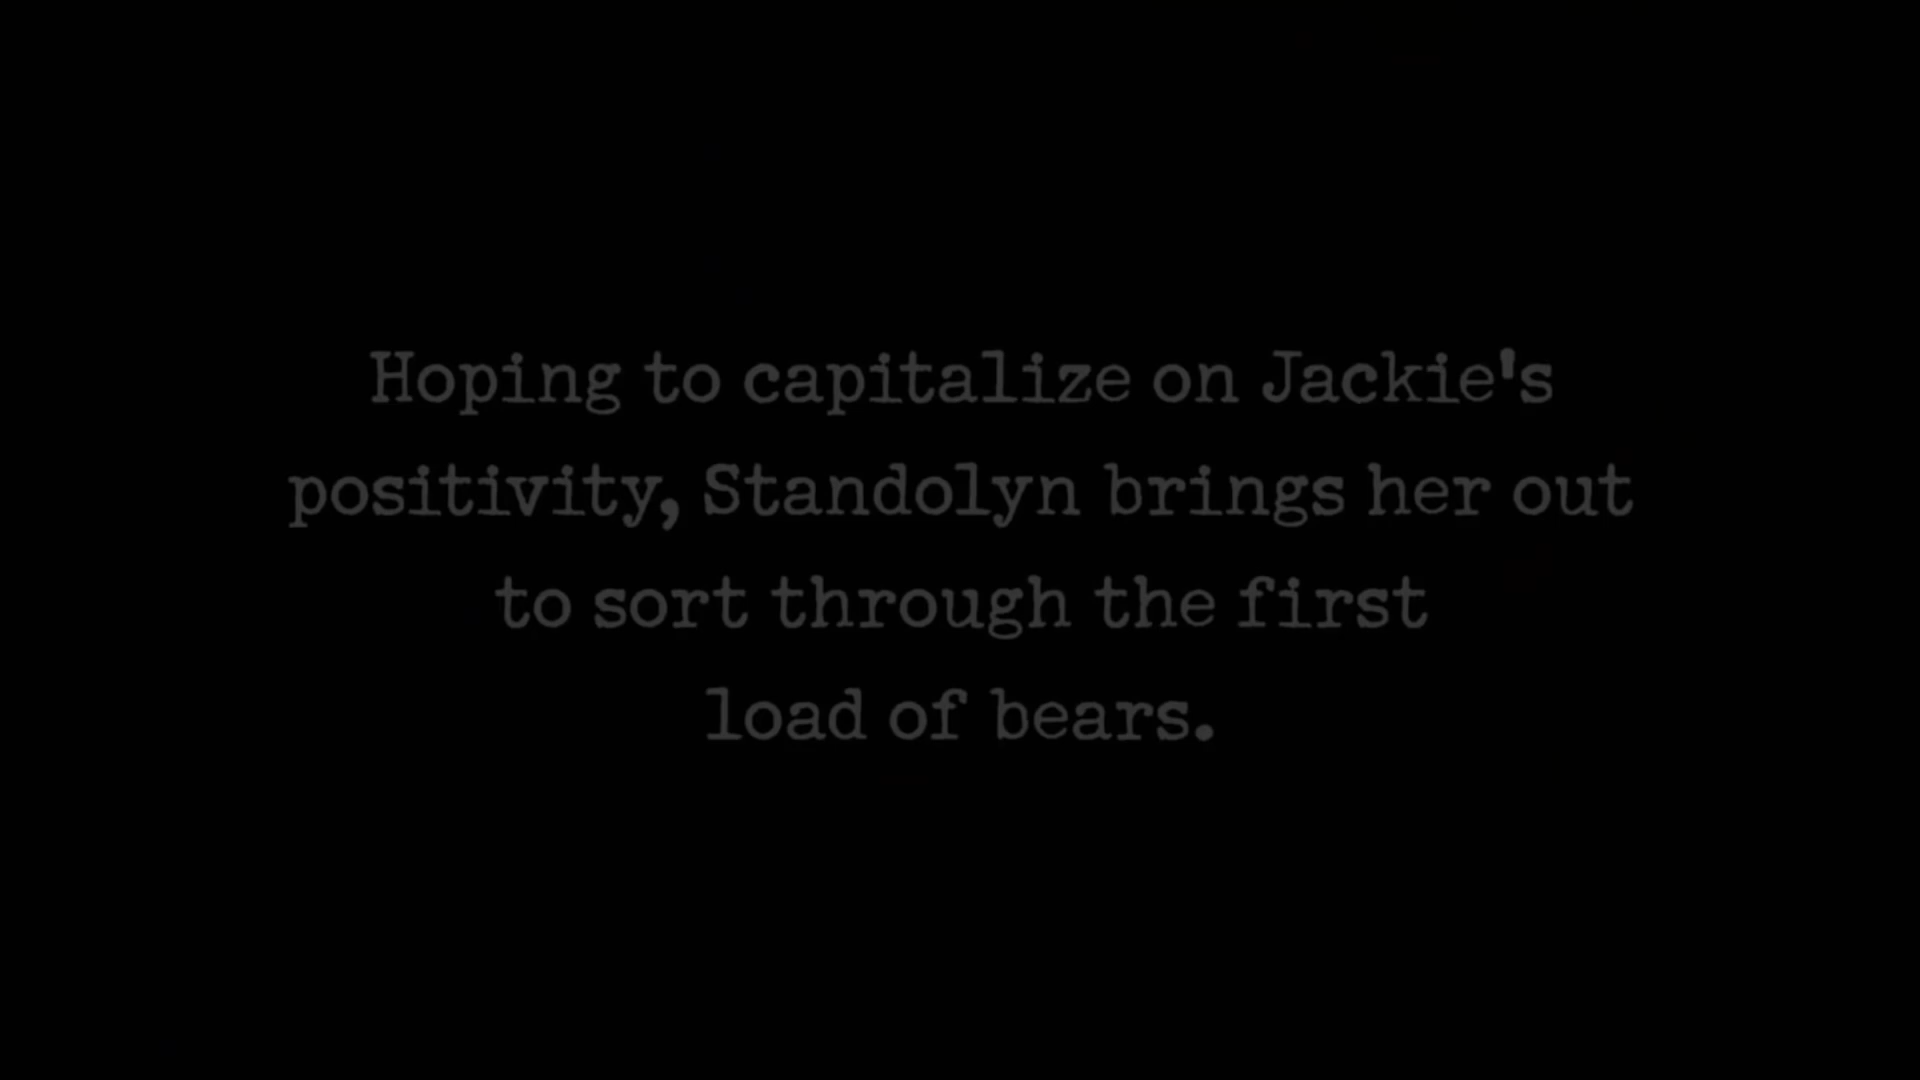 Hoping to capitalize on Jackie's
positivity, Standolyn brings her out
to sort through the first
load of bears.